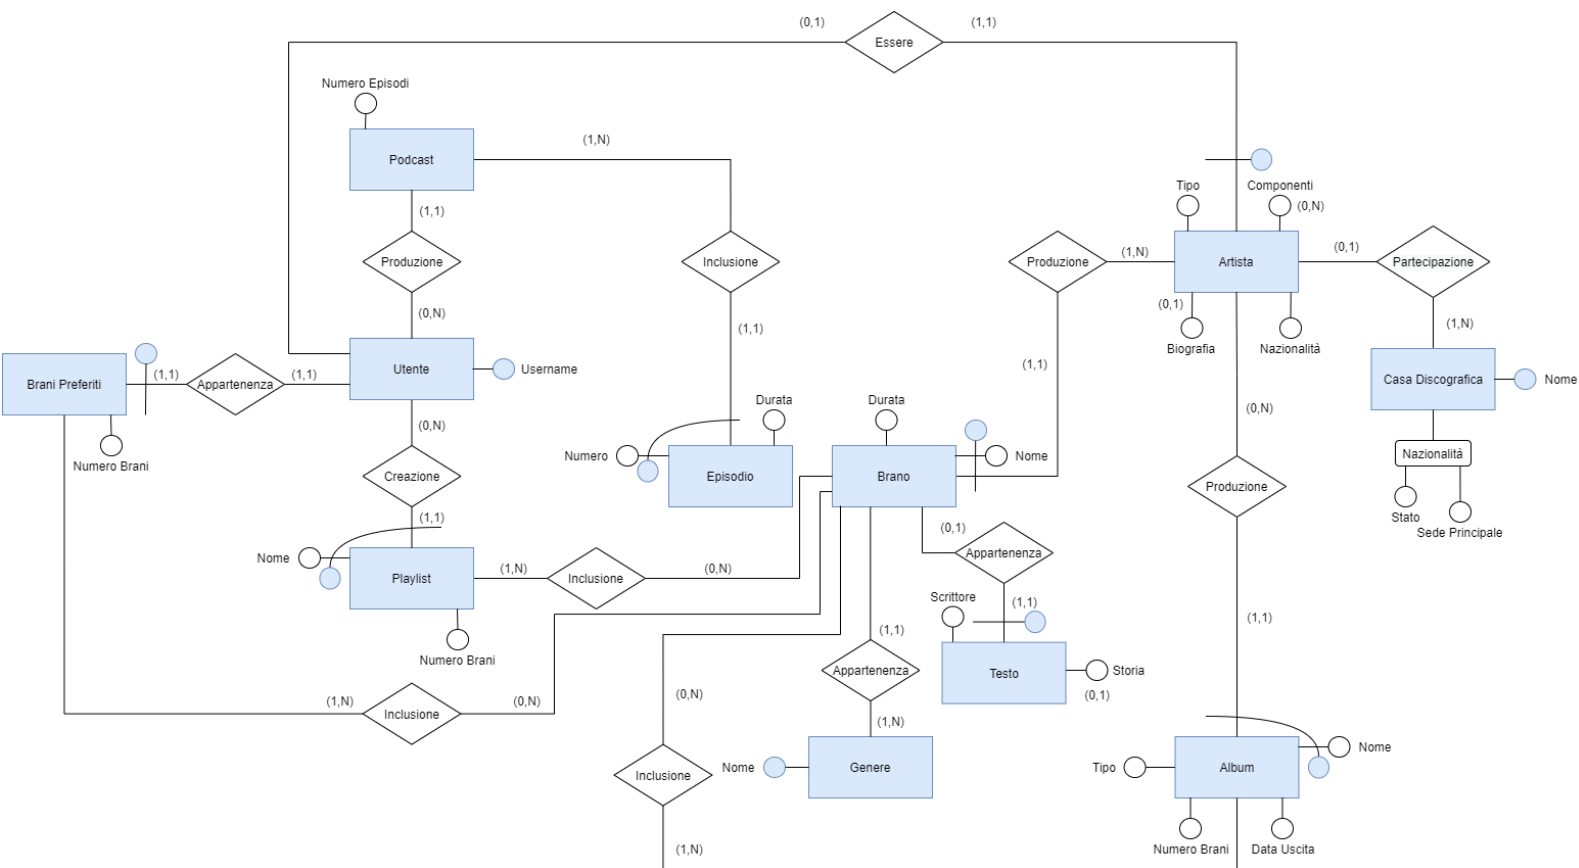 (0,1)
Essere
(1,1)
Numero Episodi
Podcast
(1,N)
(1,1)
Produzione
(0,N)
Inclusione
(1,1)
Tipo
Componenti
(0,N)
Produzione
(1,N)
Artista
(0,1)
Partecipazione
(0,1)
Biografia
Nazionalità
(1,N)
(1,1)
Brani Preferiti
(1,1)
Appartenenza
(1,1)
Utente
Username
Casa Discografica
Nome
Numero Brani
(0,N)
Durata
Durata
(0,N)
Creazione
Numero
Episodio
Brano
Nome
Nazionalità
Stato
Sede Principale
Produzione
(1,1)
Nome
Playlist
(1,N)
Inclusione
(0,N)
(0,1)
Appartenenza
Scrittore
(1,1)
(1,1)
Numero Brani
(1,1)
Appartenenza
Testo
Storia
(0,1)
(1,N)
Inclusione
(0,N)
(0,N)
(1,N)
Inclusione
Nome
Genere
Tipo
Album
Nome
(1,N)
Numero Brani
Data Uscita